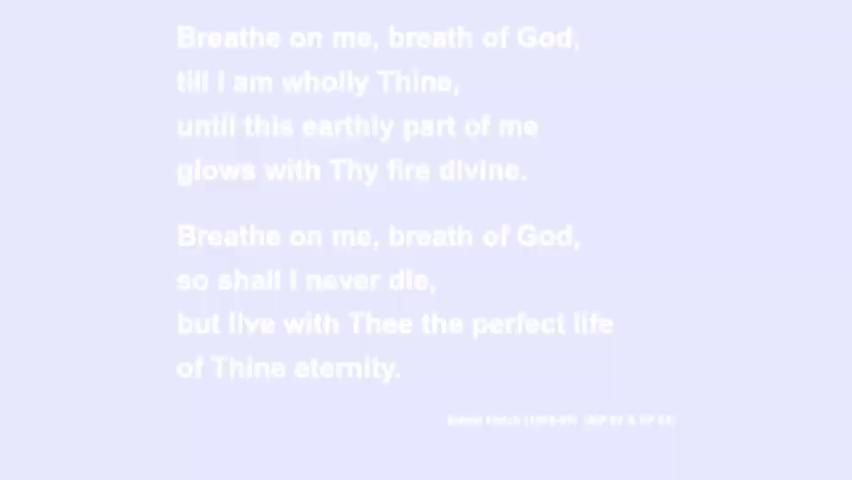 Breathe on me, breath of God,
till I am wholly Thine,
until this earthly part of me
glows with Thy fire divine.
Breathe on me, breath of God,
so shall I never die,
but live with Thee the perfect life
of Thine eternity.